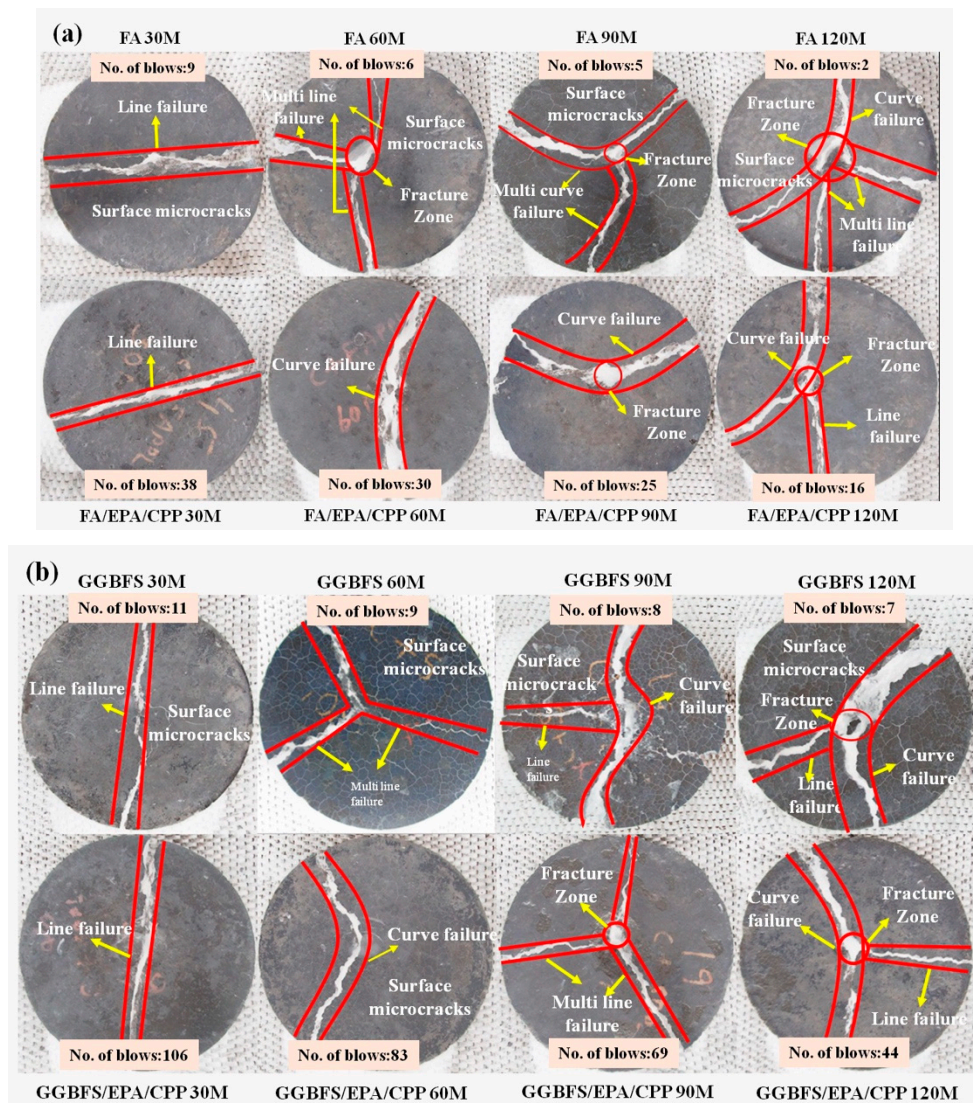 (a)
FA 30M
FA 60M
FA 90M
FA 120M
No. of blows:9
No. of blows:6
No. of blows:5
No. of blows:2
Line failure
Surface microcracks
Multi line
failure
Surface
microcracks
Fracture
Zone
Surface
microcracks
Fracture
Zone
Multi curve
failure
Fracture
Zone
Curve
failure
Surface
microcracks
Multi line
failure
Line failure
Curve failure
Curve failure
Fracture
Zone
Curve failure
Fracture
Zone
Line
failure
No. of blows:38
No. of blows:30
No. of blows:25
No. of blows:16
FA/EPA/CPP 30M
FA/EPA/CPP 60M
FA/EPA/CPP 90M
FA/EPA/CPP 120M
(b)
GGBFS 30M
GGBFS 60M
GGBFS 90M
GGBFS 120M
No. of blows:11
No. of blows:9
No. of blows:8
No. of blows:7
Line failure
Surface
microcracks
Surface
microcracks
Multi line
failure
Surface
microcrack
s
Curve
failure
Line
failure
Surface
microcracks
Fracture
Zone
Line
failure
Curve
failure
Line failure
Curve failure
Surface
microcracks
Fracture
Zone
Multi line
failure
19
Curve
failure
Fracture
Zone
Line failure
No. of blows:106
No. of blows:83
No. of blows:69
No. of blows:44
GGBFS/EPA/CPP 30M
GGBFS/EPA/CPP 60M
GGBFS/EPA/CPP 90M
GGBFS/EPA/CPP 120M